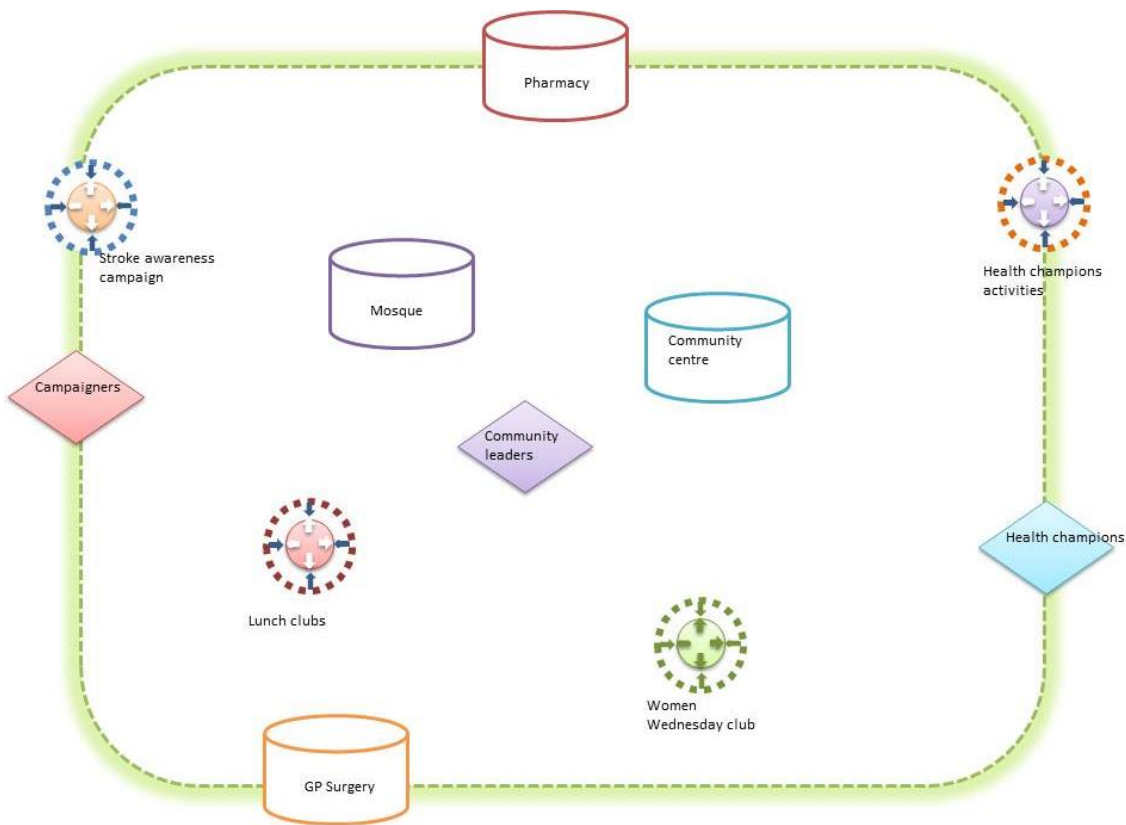 Pharmacy
Stroke awareness
campaign
Health champions
activities
Mosque
Community
centre
Campaigners
Community
leaders
Health champions
Lunch clubs
Women
Wednesday club
GP Surgery